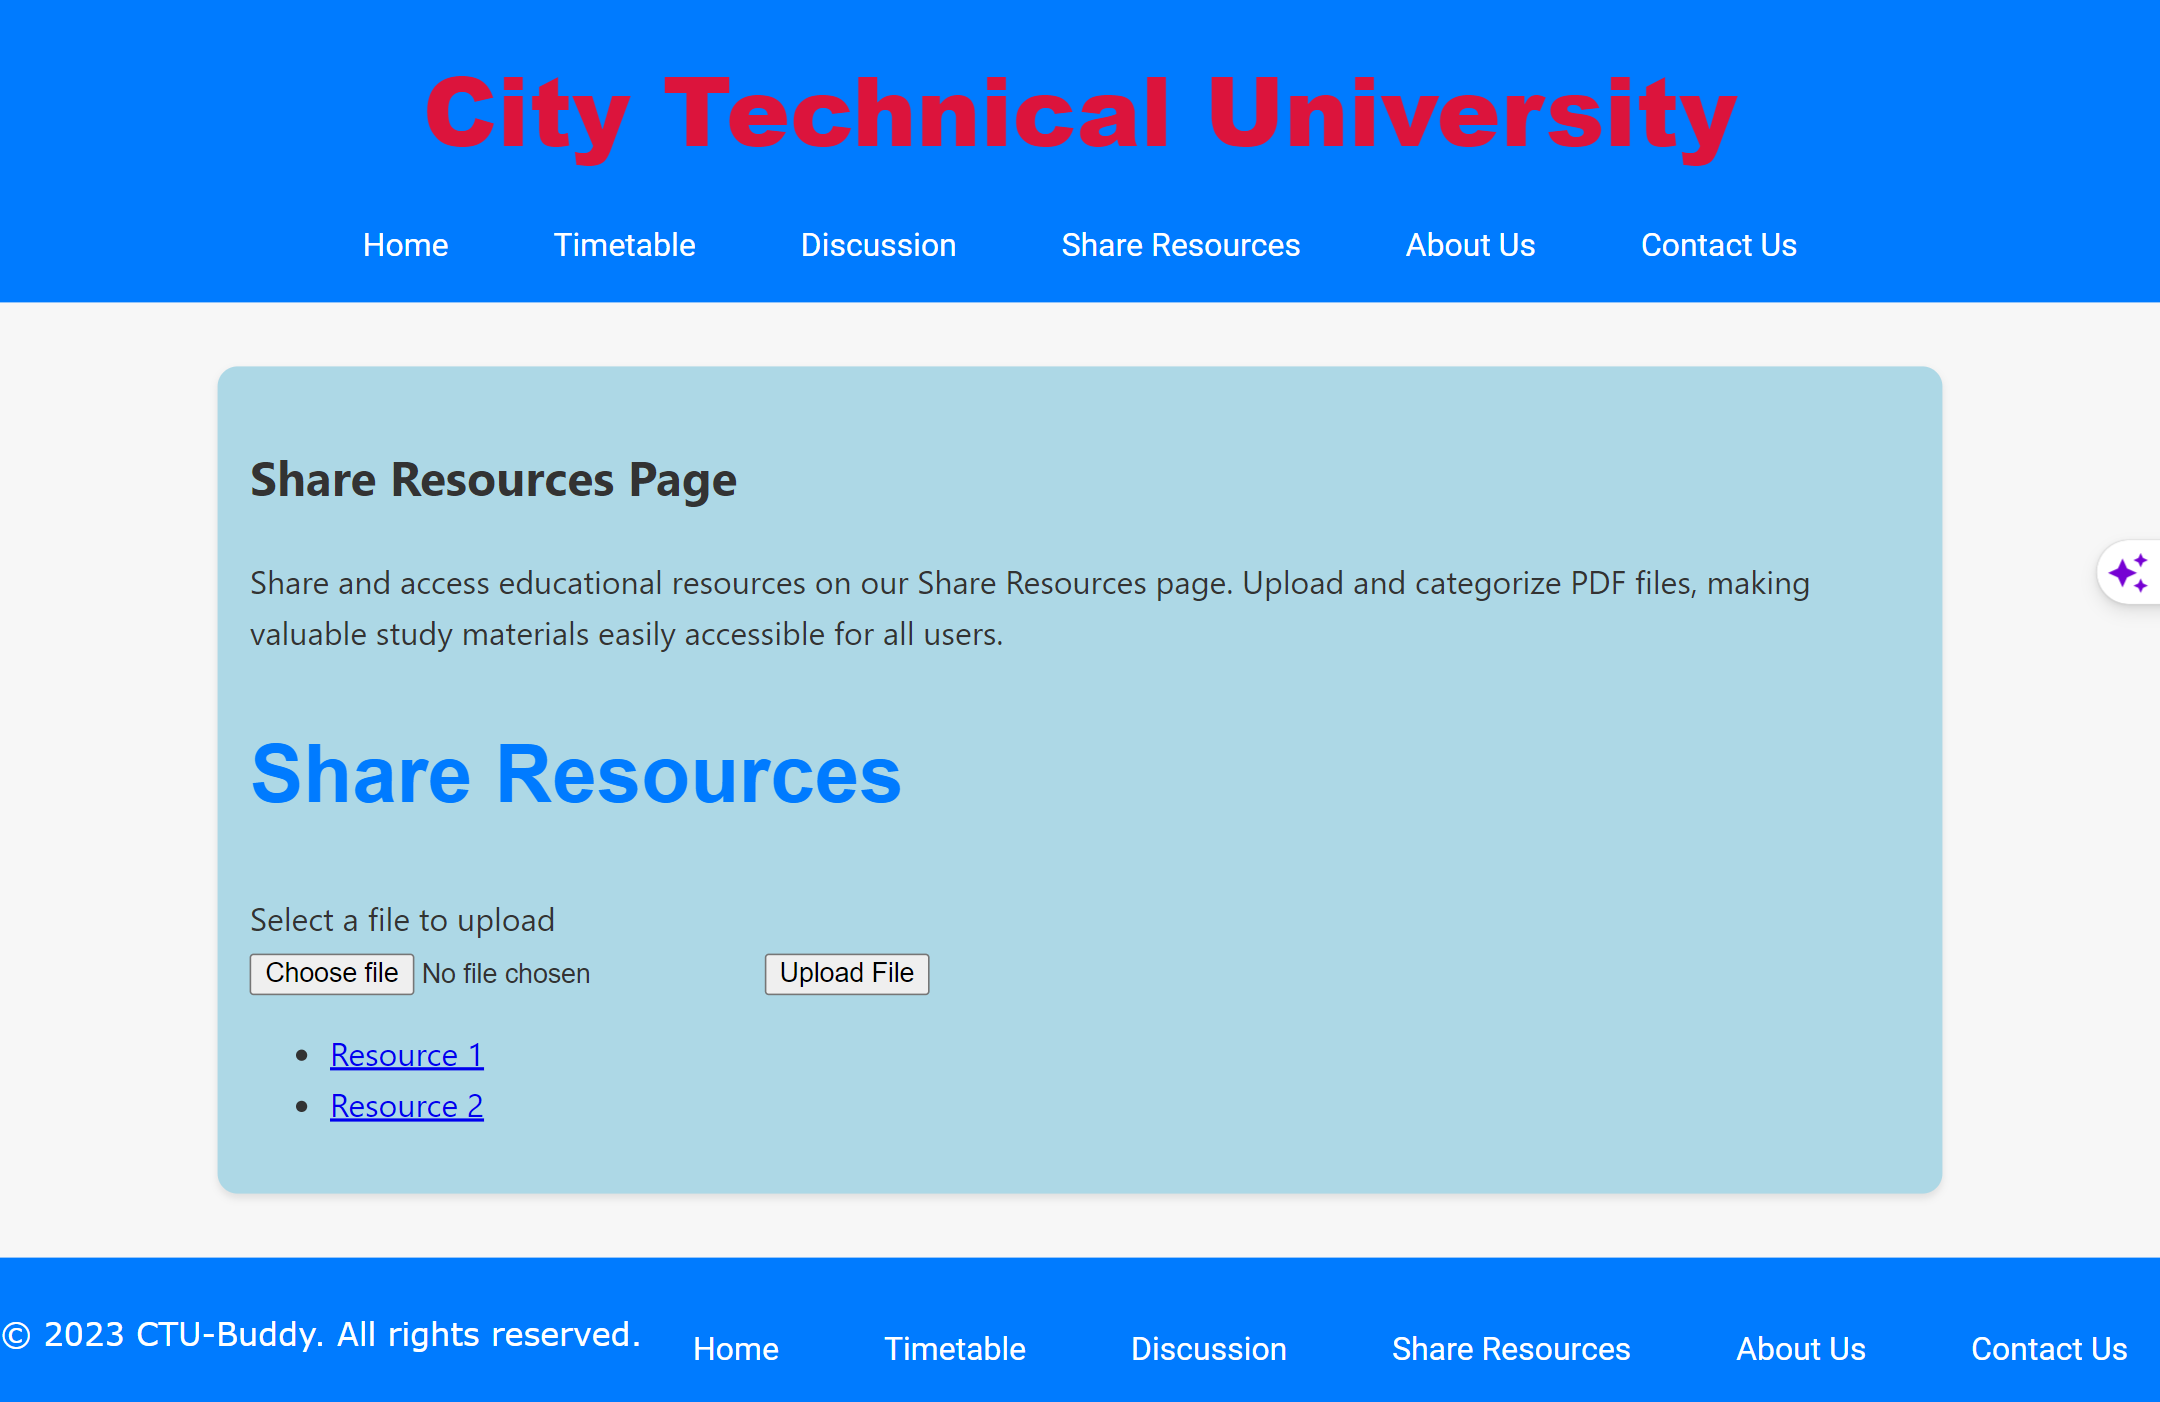 City Technical University
Home Timetable Discussion Share Resources About Us Contact Us
Share Resources Page
Share and access educational resources on our Share Resources page. Upload and categorize PDF files, making
valuable study materials easily accessible for all users.
Share Resources
Select a file to upload
Choose file No file chosen Upload File
Resource 1
Resource 2
© 2023 CTU-Buddy. All rights reserved. Home Timetable Discussion Share Resources About Us Contact Us